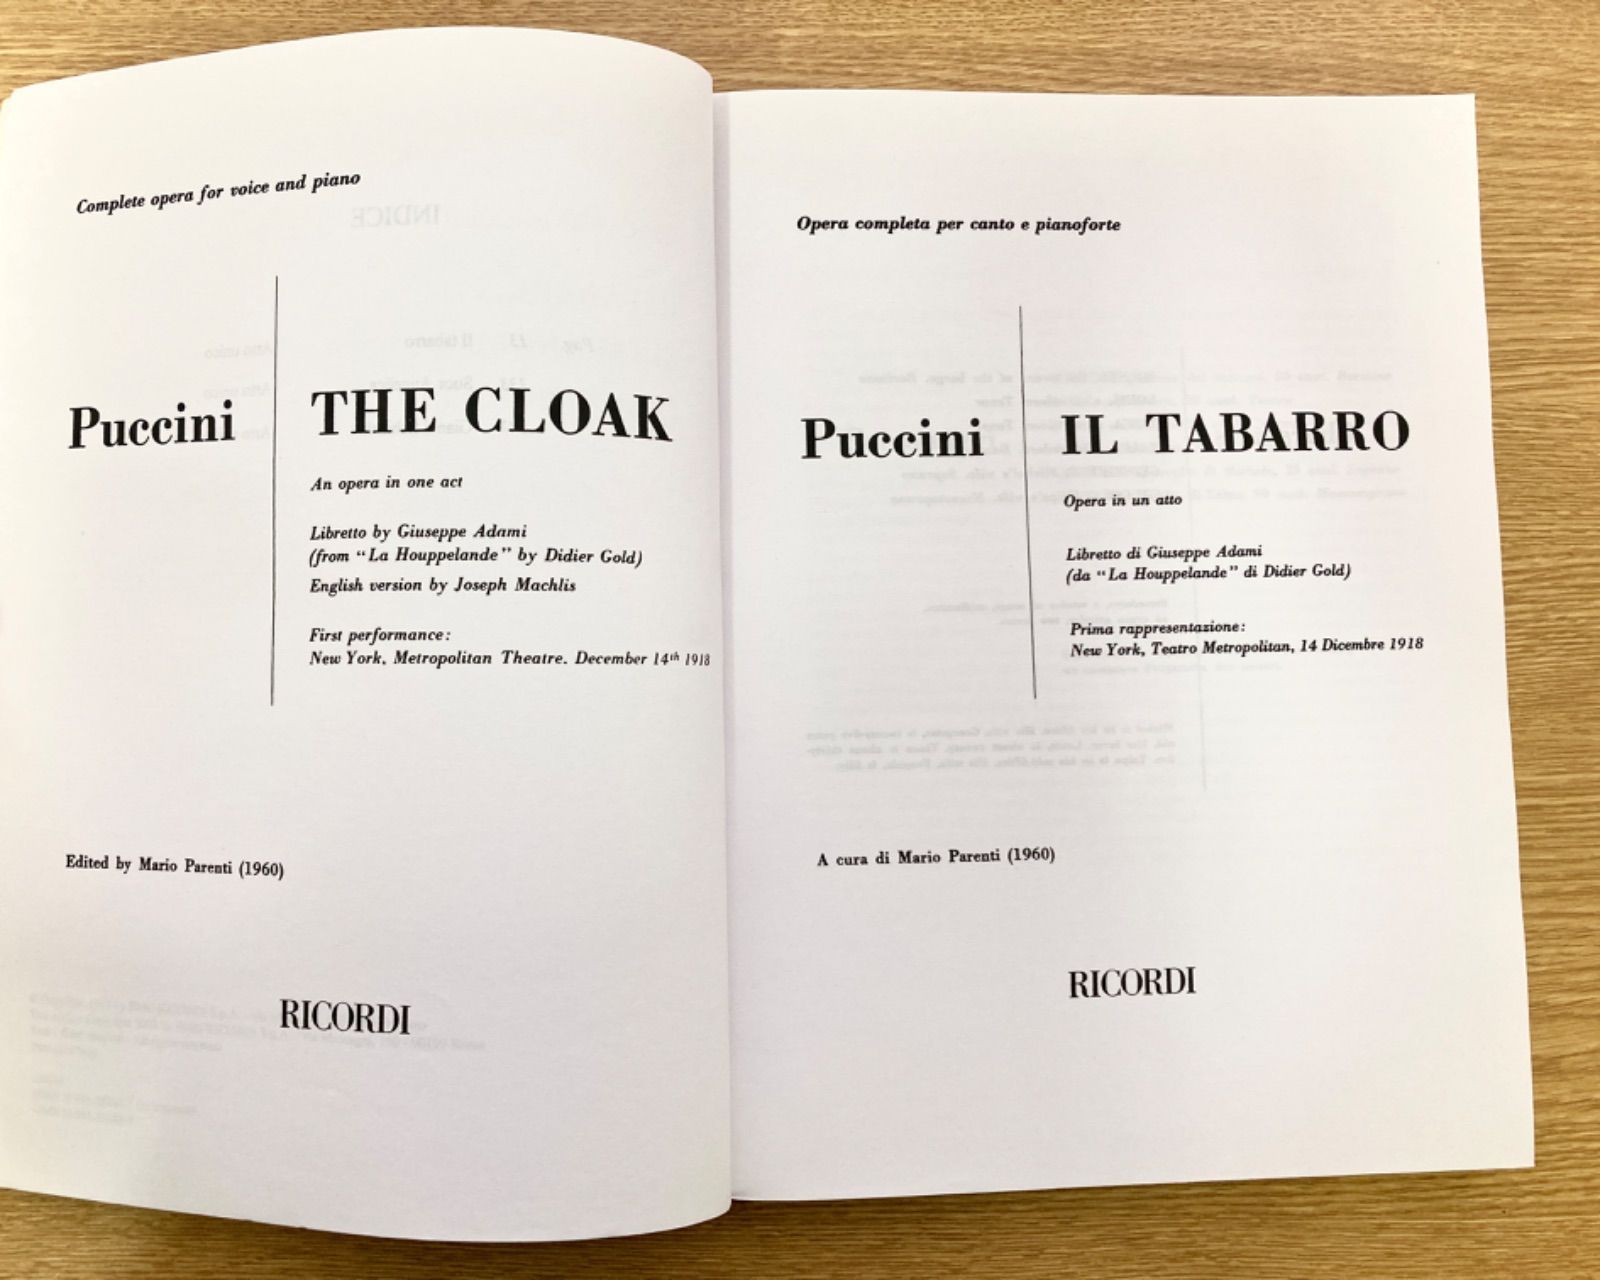 Complete opera for voice and piano
Puccini
THE CLOAK
An opera in one act
Libretto by Giuseppe Adami
(from "La Houppelande" by Didier Gold)
English version by Joseph Machlis
First performance:
New York, Metropolitan Theatre. December 14th 1918
Edited by Mario Parenti (1960)
RICORDI
Opera completa per canto e pianoforte
Puccini
IL TABARRO
Opera in un atto
Libretto di Giuseppe Adami
(da "La Houppelande" di Didier Gold)
Prima rappresentazione:
New York, Teatro Metropolitan, 14 Dicembre 1918
A cura di Mario Parenti (1960)
RICORDI